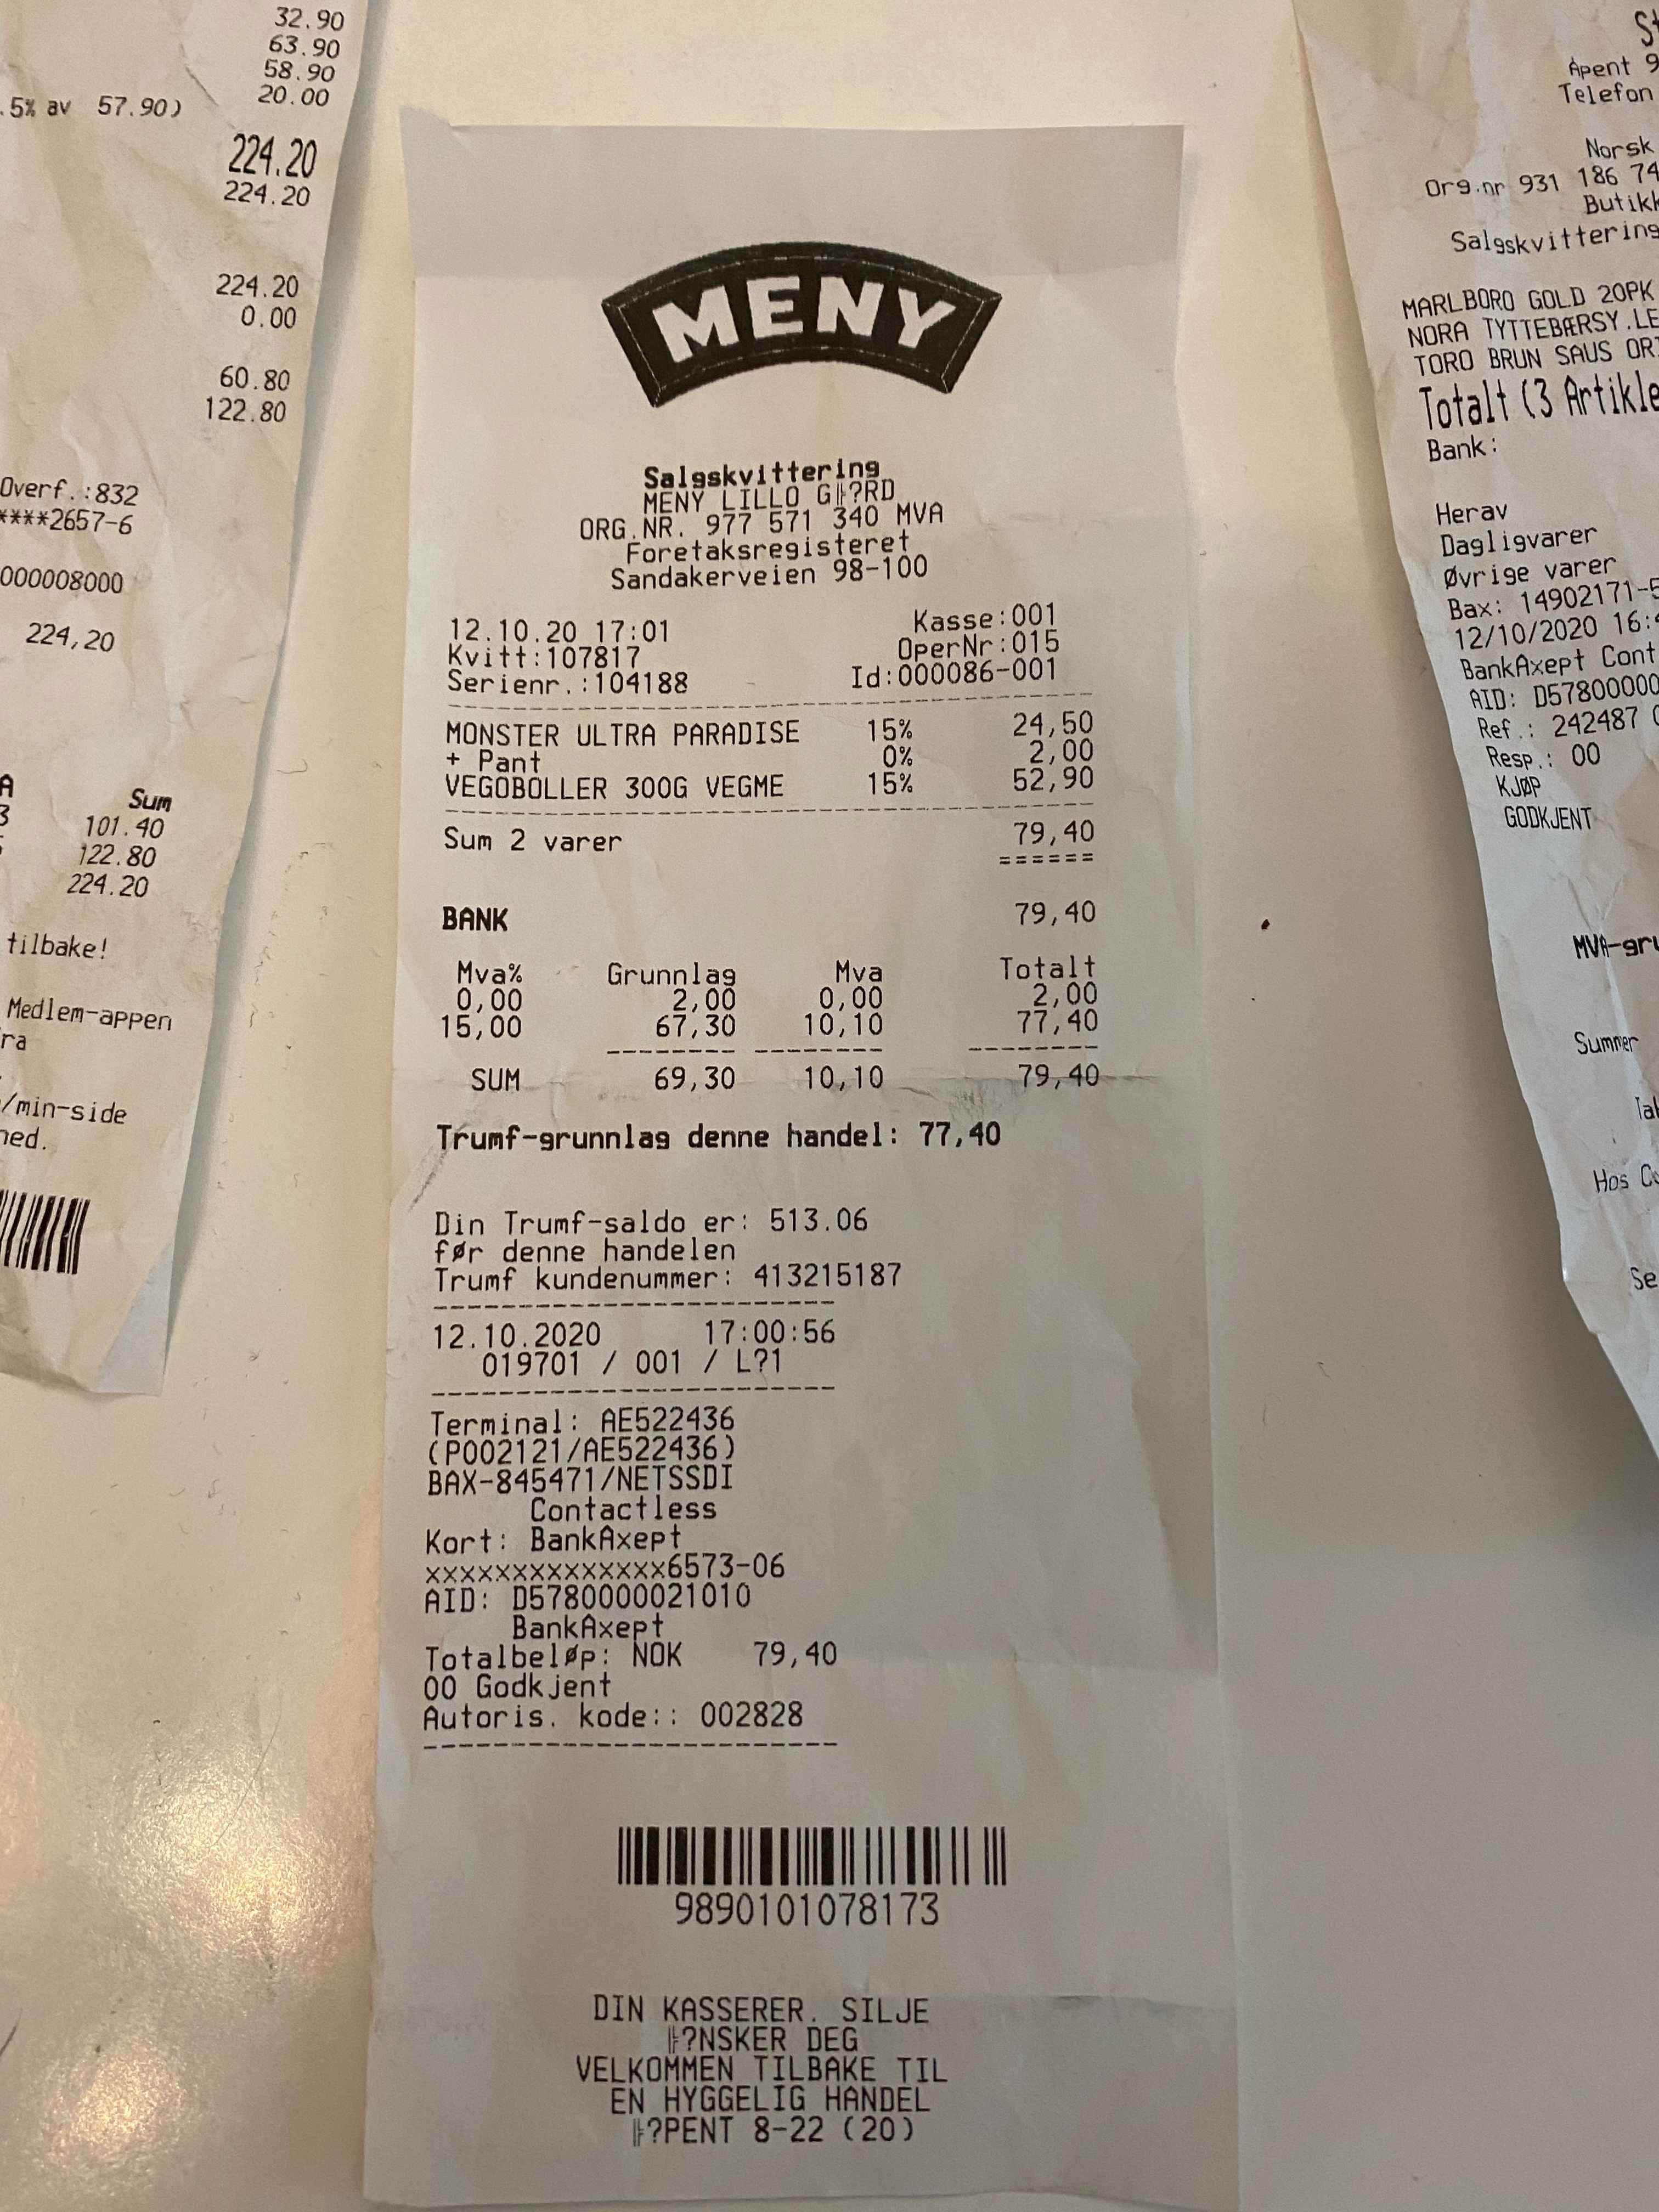 32.90
63.90
58.90
20.00
.5% av 57.90)
224.20
224.20
224.20
0.00
60.80
122.80
Overf.:832
****2657-6
000008000
224,20
Sum
101.40
122.80
224.20
tilbake!
Medlem-appen
/min-side
MENY
Salgskvittering
MENY LILLO G╟?RD
ORG.NR. 977 571 340 MVA
Foretaksregisteret
Sandakerveien 98-100
12.10.20 17:01 Kasse:001
Kvitt:107817 OperNr:015
Serienr.:104188 Id:000086-001
MONSTER ULTRA PARADISE 15% 24,50
+ Pant 0% 2,00
VEGOBOLLER 300G VEGME 15% 52,90
Sum 2 varer 79,40
======
BANK 79,40
Mva% Grunnlag Mva Totalt
0,00 2,00 0,00 2,00
15,00 67,30 10,10 77,40
SUM 69,30 10,10 79,40
Trumf-grunnlag denne handel: 77,40
Din Trumf-saldo er: 513.06
før denne handelen
Trumf kundenummer: 413215187
12.10.2020 17:00:56
019701 / 001 / L?1
Terminal: AE522436
(P002121/AE522436)
BAX-845471/NETSSDI
Contactless
Kort: BankAxept
xxxxxxxxxxxxxx6573-06
AID: D5780000021010
BankAxept
Totalbeløp: NOK 79,40
00 Godkjent
Autoris. kode:: 002828
9890101078173
DIN KASSERER. SILJE
╟?NSKER DEG
VELKOMMEN TILBAKE TIL
EN HYGGELIG HANDEL
╟?PENT 8-22 (20)
Åpent 9
Telefon
Norsk
Org.nr 931 186 74
Butikk
Salgskvittering
MARLBORO GOLD 20PK
NORA TYTTEBÆRSY.LE
TORO BRUN SAUS OR
Totalt (3 Artikle
Bank:
Herav
Dagligvarer
Øvrige varer
Bax: 14902171-5
12/10/2020 16:4
BankAxept Cont
AID: D57800000
Ref.: 242487
Resp.: 00
KJØP
GODKJENT
MVA-gru
Summer
Hos Co